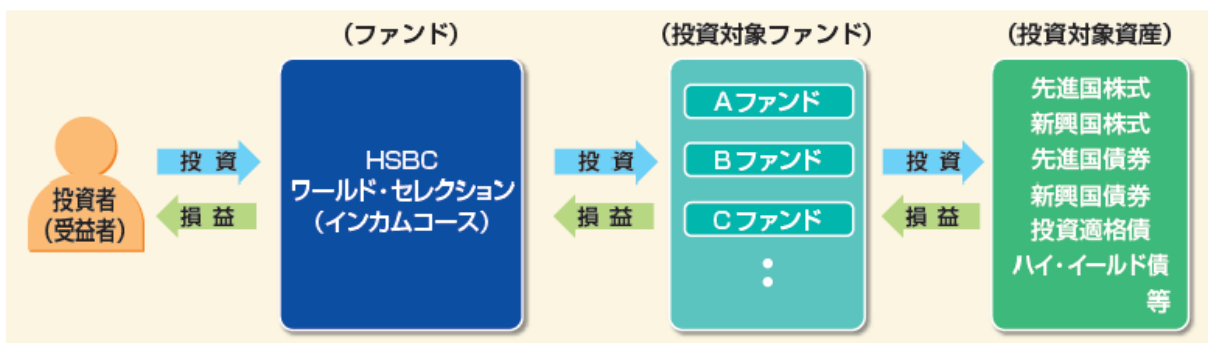 (ファンド)
(投資対象ファンド)
(投資対象資産)
投資者
(受益者)
投 資
損 益
HSBC
ワールド・セレクション
(インカムコース)
投 資
損 益
Aファンド
Bファンド
Cファンド
:
投 資
損 益
先進国株式
新興国株式
先進国債券
新興国債券
投資適格債
ハイ・イールド債
等